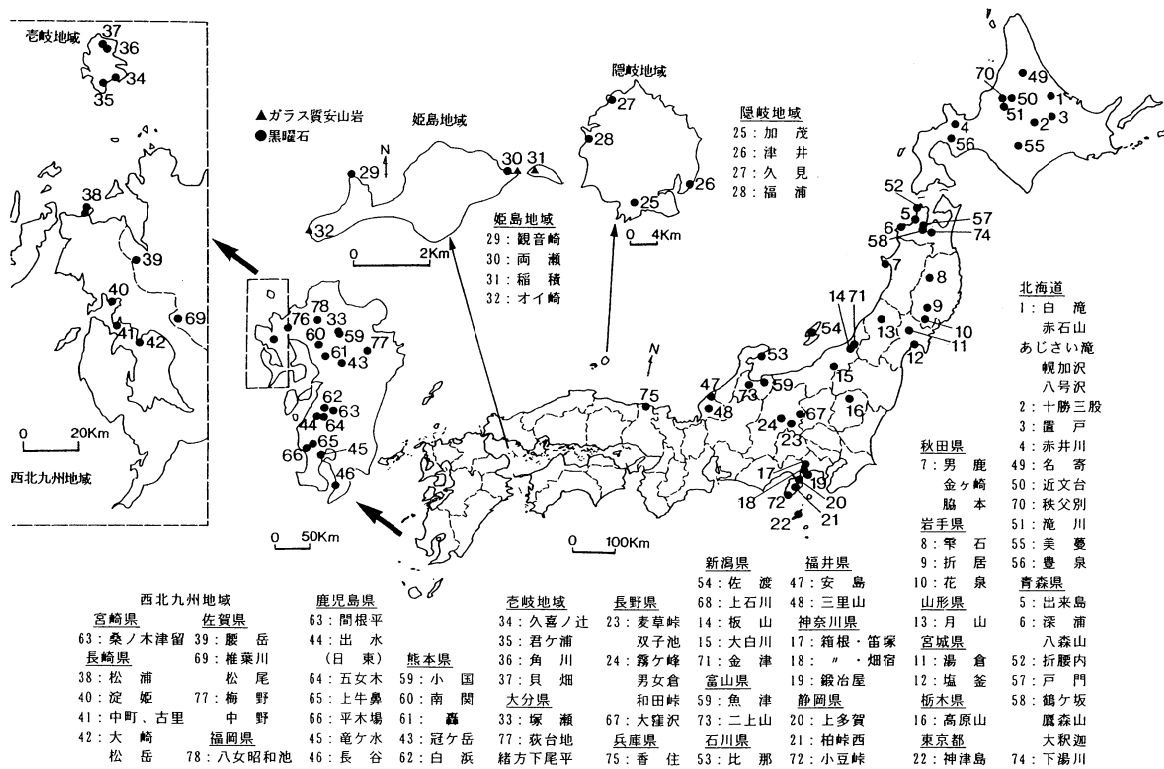 壱岐地域
37
36
34
35
38
39
40
41
42
69
0 20Km
西北九州地域
▲ガラス質安山岩
●黒曜石
姫島地域
N
29
30
31
32
0 2Km
姫島地域
29：観音崎
30：両瀬
31：稲積
32：オイ崎
隠岐地域
27
28
26
25
0 4Km
隠岐地域
25：加茂
26：津井
27：久見
28：福浦
78
76
33
60
59
77
61
43
62
63
44
64
65
45
66
46
0 50Km
N
0 100Km
75
47
48
53
73
59
54
14
71
15
24
23
67
16
17
18
19
72
20
21
22
13
12
11
10
9
8
7
6
5
52
58
57
74
56
4
70
49
50
51
1
2
3
55
北海道
1：白滝
赤石山
あじさい滝
幌加沢
八号沢
2：十勝三股
3：置戸
4：赤井川
49：名寄
50：近文台
70：秩父別
51：滝川
55：美蔓
56：豊泉
青森県
5：出来島
6：深浦
八森山
52：折腰内
57：戸門
58：鶴ケ坂
鷹森山
大釈迦
74：下湯川
秋田県
7：男鹿
金ヶ崎
脇本
岩手県
8：雫石
9：折居
10：花泉
山形県
13：月山
宮城県
11：湯倉
12：塩釜
栃木県
16：高原山
東京都
22：神津島
福井県
47：安島
48：三里山
神奈川県
17：箱根・笛塚
18：〃・畑宿
19：鍛冶屋
静岡県
20：上多賀
21：柏峠西
72：小豆峠
新潟県
54：佐渡
68：上石川
14：板山
15：大白川
71：金津
富山県
59：魚津
73：二上山
石川県
53：比那
長野県
23：麦草峠
双子池
24：霧ケ峰
男女倉
和田峠
67：大窪沢
兵庫県
75：香住
壱岐地域
34：久喜ノ辻
35：君ケ浦
36：角川
37：貝畑
大分県
33：塚瀬
77：荻台地
緒方下尾平
熊本県
59：小国
60：南関
61：轟
43：冠ケ岳
62：白浜
鹿児島県
63：間根平
44：出水
(日東)
64：五女木
65：上牛鼻
66：平木場
45：竜ケ水
46：長谷
西北九州地域
佐賀県
39：腰岳
69：椎葉川
松尾
77：梅野
中野
福岡県
78：八女昭和池
宮崎県
63：桑ノ木津留
長崎県
38：松浦
40：淀姫
41：中町、古里
42：大崎
松岳